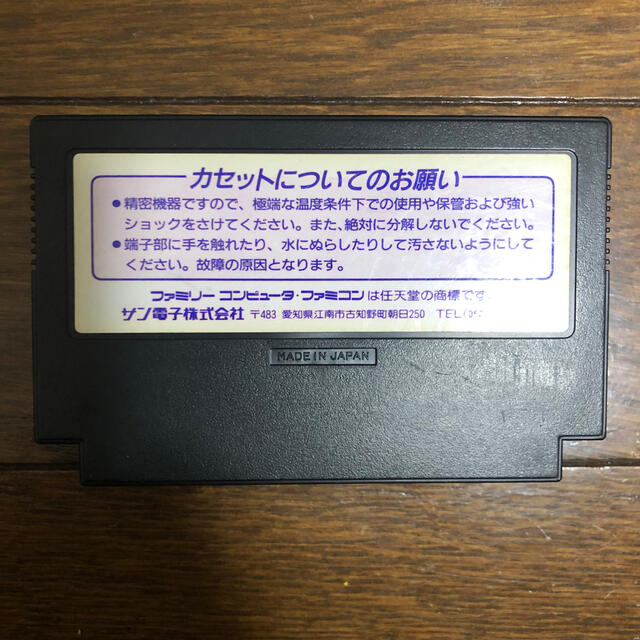 カセットについてのお願い
●精密機器ですので、極端な温度条件下での使用や保管および強い
ショックをさけてください。また、絶対に分解しないでください。
●端子部に手を触れたり、水にぬらしたりして汚さないようにして
ください。故障の原因となります。
ファミリー コンピュータ・ファミコンは任天堂の商標です
サン電子株式会社 〒483 愛知県江南市古知野町朝日250 TEL(
MADE IN JAPAN